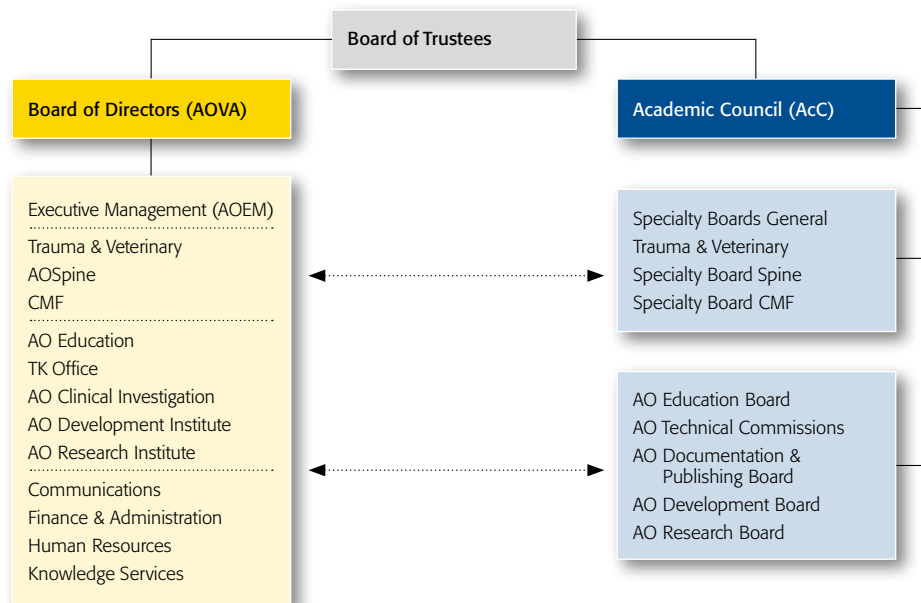 Board of Trustees
Board of Directors (AOVA)
Academic Council (AcC)
Executive Management (AOEM)
Trauma & Veterinary
AOSpine
CMF
AO Education
TK Office
AO Clinical Investigation
AO Development Institute
AO Research Institute
Communications
Finance & Administration
Human Resources
Knowledge Services
Specialty Boards General
Trauma & Veterinary
Specialty Board Spine
Specialty Board CMF
AO Education Board
AO Technical Commissions
AO Documentation &
Publishing Board
AO Development Board
AO Research Board